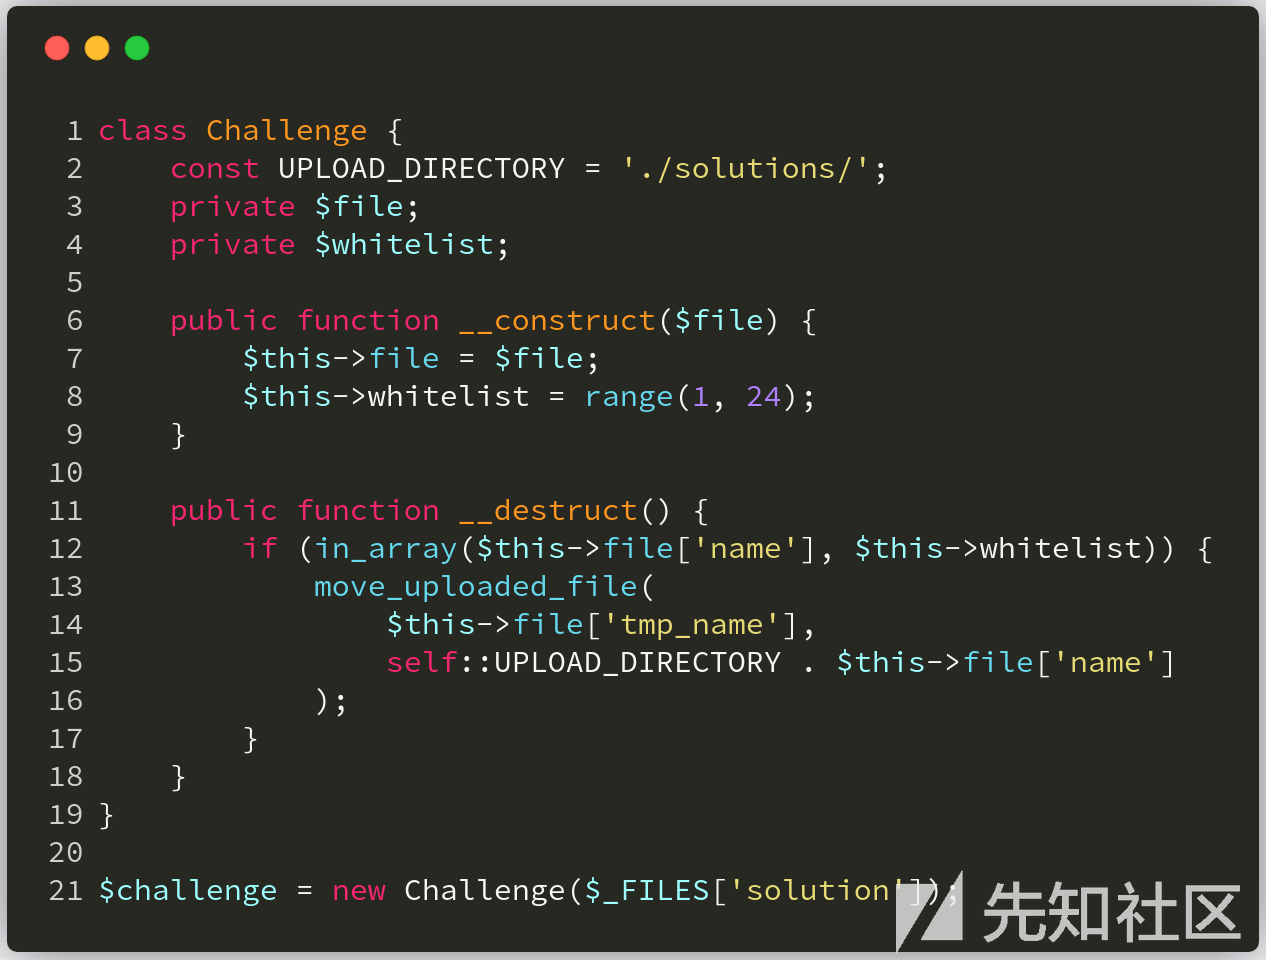 1 class Challenge {
2     const UPLOAD_DIRECTORY = './solutions/';
3     private $file;
4     private $whitelist;
5
6     public function __construct($file) {
7         $this->file = $file;
8         $this->whitelist = range(1, 24);
9     }
10
11     public function __destruct() {
12         if (in_array($this->file['name'], $this->whitelist)) {
13             move_uploaded_file(
14                 $this->file['tmp_name'],
15                 self::UPLOAD_DIRECTORY . $this->file['name']
16             );
17         }
18     }
19 }
20
21 $challenge = new Challenge($_FILES['solution']);
先知社区